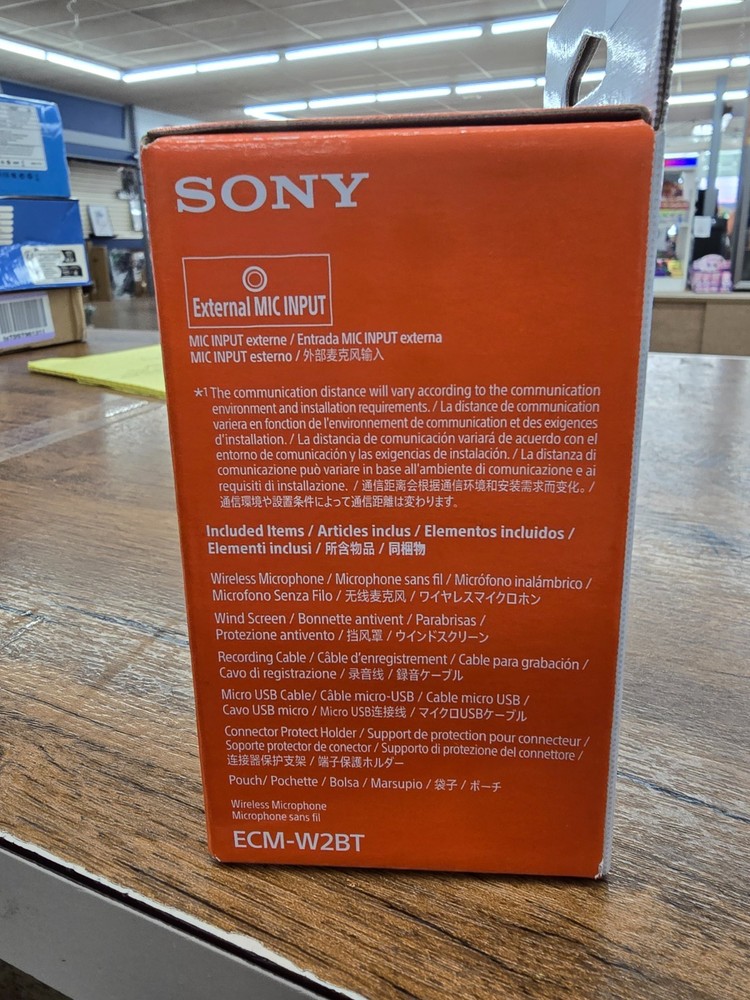 SONY
External MIC INPUT
MIC INPUT externe / Entrada MIC INPUT externa
MIC INPUT esterno / 外部麦克风输入
*1 The communication distance will vary according to the communication
environment and installation requirements. / La distance de communication
variera en fonction de l'environnement de communication et des exigences
d'installation. / La distancia de comunicación variará de acuerdo con el
entorno de comunicación y las exigencias de instalación. / La distanza di
comunicazione può variare in base all'ambiente di comunicazione e ai
requisiti di installazione. / 通信距离会根据通信环境和安装需求而变化。/
通信環境や設置条件によって通信距離は変わります。
Included Items / Articles inclus / Elementos incluidos /
Elementi inclusi / 所含物品 / 同梱物
Wireless Microphone / Microphone sans fil / Micrófono inalámbrico /
Microfono Senza Filo / 无线麦克风 / ワイヤレスマイクロホン
Wind Screen / Bonnette antivent / Parabrisas /
Protezione antivento / 挡风罩 / ウインドスクリーン
Recording Cable / Câble d'enregistrement / Cable para grabación /
Cavo di registrazione / 录音线 / 録音ケーブル
Micro USB Cable/ Câble micro-USB / Cable micro USB /
Cavo USB micro / Micro USB连接线 / マイクロUSBケーブル
Connector Protect Holder / Support de protection pour connecteur /
Soporte protector de conector / Supporto di protezione del connettore /
连接器保护支架 / 端子保護ホルダー
Pouch/ Pochette / Bolsa / Marsupio / 袋子 / ポーチ
Wireless Microphone
Microphone sans fil
ECM-W2BT